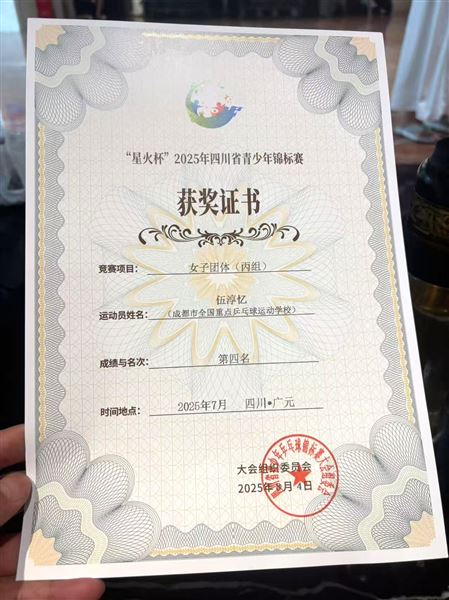 “星火杯”2025年四川省青少年锦标赛
获奖证书
竞赛项目： 女子团体（丙组）
伍淳忆
运动员姓名： （成都市全国重点乒乓球运动学校）
成绩与名次： 第四名
时间地点： 2025年7月 四川•广元
大会组织委员会
2025年8月4日